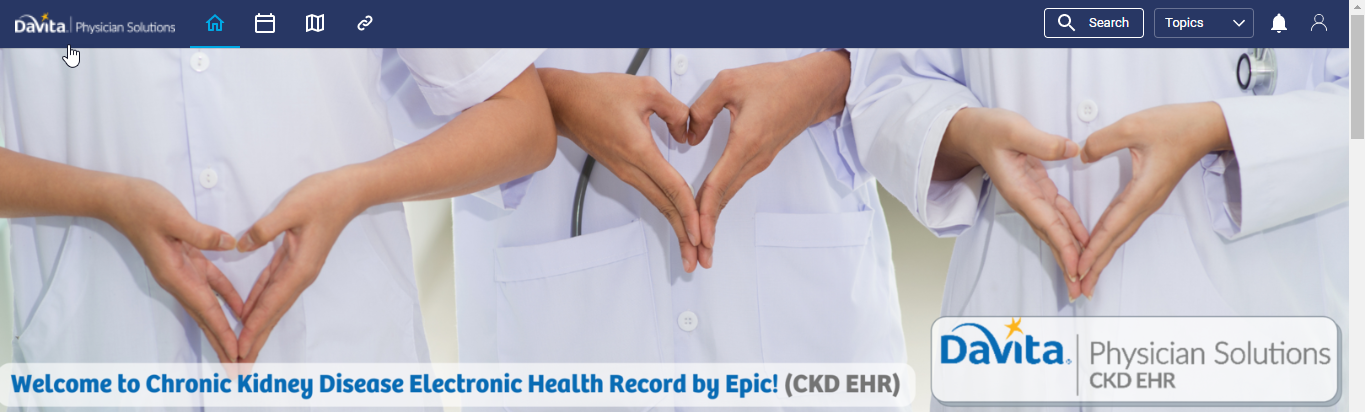 DaVita. | Physician Solutions
Search
Topics
Welcome to Chronic Kidney Disease Electronic Health Record by Epic! (CKD EHR)
DaVita® | Physician Solutions
CKD EHR